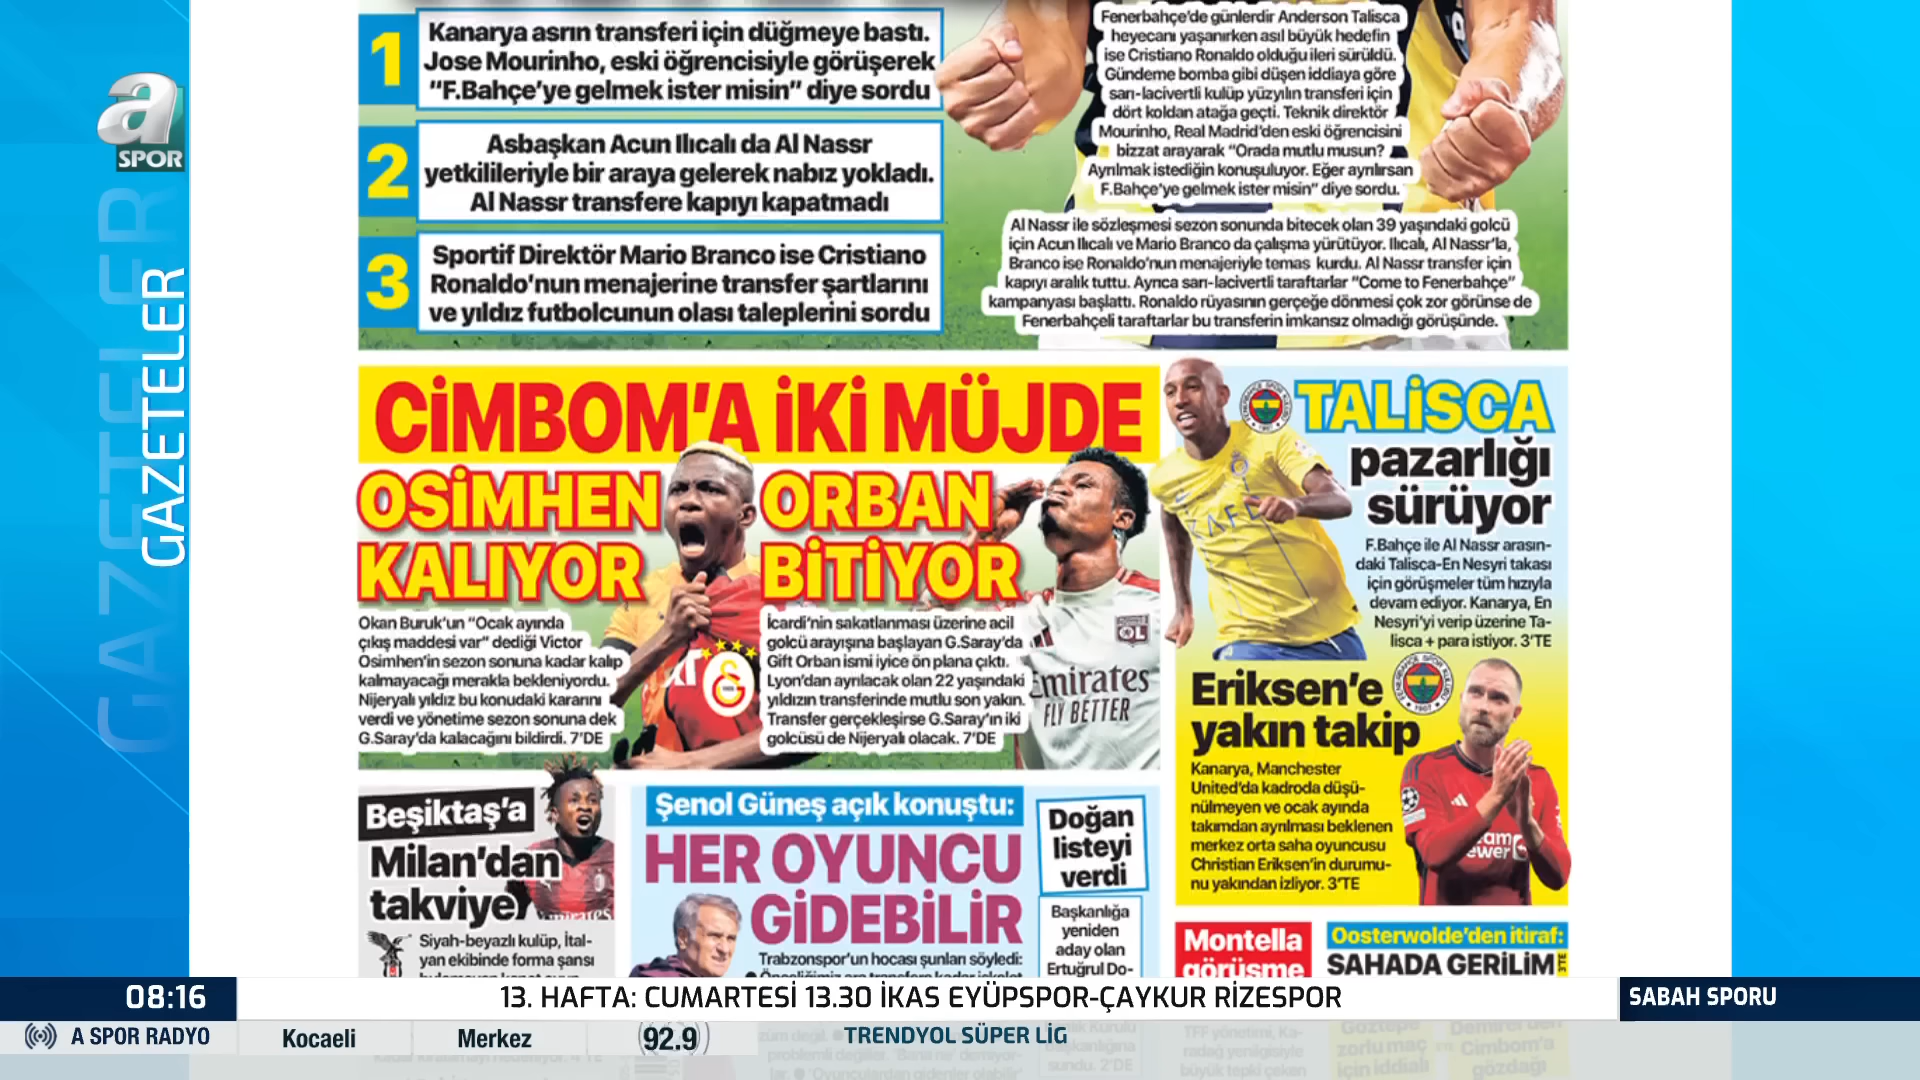 a
SPOR
GAZETELER
GAZETELER
1
Kanarya asrın transferi için düğmeye bastı.
Jose Mourinho, eski öğrencisiyle görüşerek
“F.Bahçe’ye gelmek ister misin” diye sordu
2
Asbaşkan Acun Ilıcalı da Al Nassr
yetkilileriyle bir araya gelerek nabız yokladı.
Al Nassr transfere kapıyı kapatmadı
3
Sportif Direktör Mario Branco ise Cristiano
Ronaldo’nun menajerine transfer şartlarını
ve yıldız futbolcunun olası taleplerini sordu
Fenerbahçe’de günlerdir Anderson Talisca
heyecanı yaşanırken asıl büyük hedefin
ise Cristiano Ronaldo olduğu ileri sürüldü.
Gündeme bomba gibi düşen iddiaya göre
sarı-lacivertli kulüp yüzyılın transferi için
dört koldan atağa geçti. Teknik direktör
Mourinho, Real Madrid’den eski öğrencisini
bizzat arayarak “Orada mutlu musun?
Ayrılmak istediğin konuşuluyor. Eğer ayrılırsan
F.Bahçe’ye gelmek ister misin” diye sordu.
Al Nassr ile sözleşmesi sezon sonunda bitecek olan 39 yaşındaki golcü
için Acun Ilıcalı ve Mario Branco da çalışma yürütüyor. Ilıcalı, Al Nassr’la,
Branco ise Ronaldo’nun menajeriyle temas kurdu. Al Nassr transfer için
kapıyı aralık tuttu. Ayrıca sarı-lacivertli taraftarlar “Come to Fenerbahçe”
kampanyası başlattı. Ronaldo rüyasının gerçeğe dönmesi çok zor görünse de
Fenerbahçeli taraftarlar bu transferin imkansız olmadığı görüşünde.
CİMBOM’A İKİ MÜJDE
OSİMHEN
KALIYOR
Okan Buruk’un “Ocak ayında
çıkış maddesi var” dediği Victor
Osimhen’in sezon sonuna kadar kalıp
kalmayacağı merakla bekleniyordu.
Nijeryalı yıldız bu konudaki kararını
verdi ve yönetime sezon sonuna dek
G.Saray’da kalacağını bildirdi. 7’DE
ORBAN
BİTİYOR
İcardi’nin sakatlanması üzerine acil
golcü arayışına başlayan G.Saray’da
Gift Orban ismi iyice ön plana çıktı.
Lyon’dan ayrılacak olan 22 yaşındaki
yıldızın transferinde mutlu son yakın.
Transfer gerçekleşirse G.Saray’ın iki
golcüsü de Nijeryalı olacak. 7’DE
OL
Emirates
FLY BETTER
TALİSCA
pazarlığı
sürüyor
F.Bahçe ile Al Nassr arasın-
daki Talisca-En Nesyri takası
için görüşmeler tüm hızıyla
devam ediyor. Kanarya, En
Nesyri’yi verip üzerine Ta-
lisca + para istiyor. 3’TE
Eriksen’e
yakın takip
Kanarya, Manchester
United’da kadroda düşü-
nülmeyen ve ocak ayında
takımdan ayrılması beklenen
merkez orta saha oyuncusu
Christian Eriksen’in durumu-
nu yakından izliyor. 3’TE
Beşiktaş’a
Milan’dan
takviye
Siyah-beyazlı kulüp, İtal-
yan ekibinde forma şansı
Şenol Güneş açık konuştu:
HER OYUNCU
GİDEBİLİR
Trabzonspor’un hocası şunları söyledi:
Doğan
listeyi
verdi
Başkanlığa
yeniden
aday olan
Ertuğrul Do-
Montella
görüşme
Oosterwolde’den itiraf:
SAHADA GERİLİM
3’TE
08:16
13. HAFTA: CUMARTESİ 13.30 İKAS EYÜPSPOR-ÇAYKUR RİZESPOR
SABAH SPORU
A SPOR RADYO
Kocaeli
Merkez
92.9
TRENDYOL SÜPER LİG